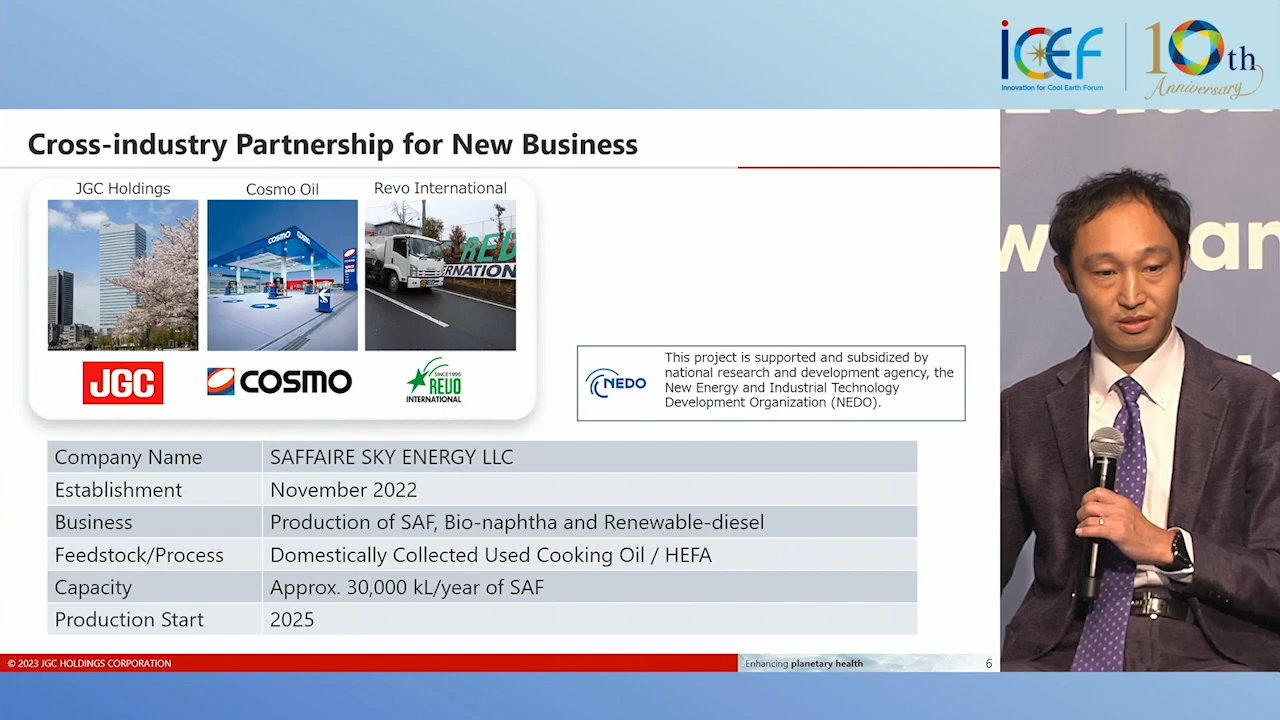 iCEF
Innovation for Cool Earth Forum
10th
Anniversary
Cross-industry Partnership for New Business
JGC Holdings
Cosmo Oil
Revo International
COSMO
REV
ERNATION
JGC
COSMO
SINCE1995
REVO
INTERNATIONAL
NEDO
This project is supported and subsidized by
national research and development agency, the
New Energy and Industrial Technology
Development Organization (NEDO).
Company Name SAFFAIRE SKY ENERGY LLC
Establishment November 2022
Business Production of SAF, Bio-naphtha and Renewable-diesel
Feedstock/Process Domestically Collected Used Cooking Oil / HEFA
Capacity Approx. 30,000 kL/year of SAF
Production Start 2025
© 2023 JGC HOLDINGS CORPORATION
Enhancing planetary health
6